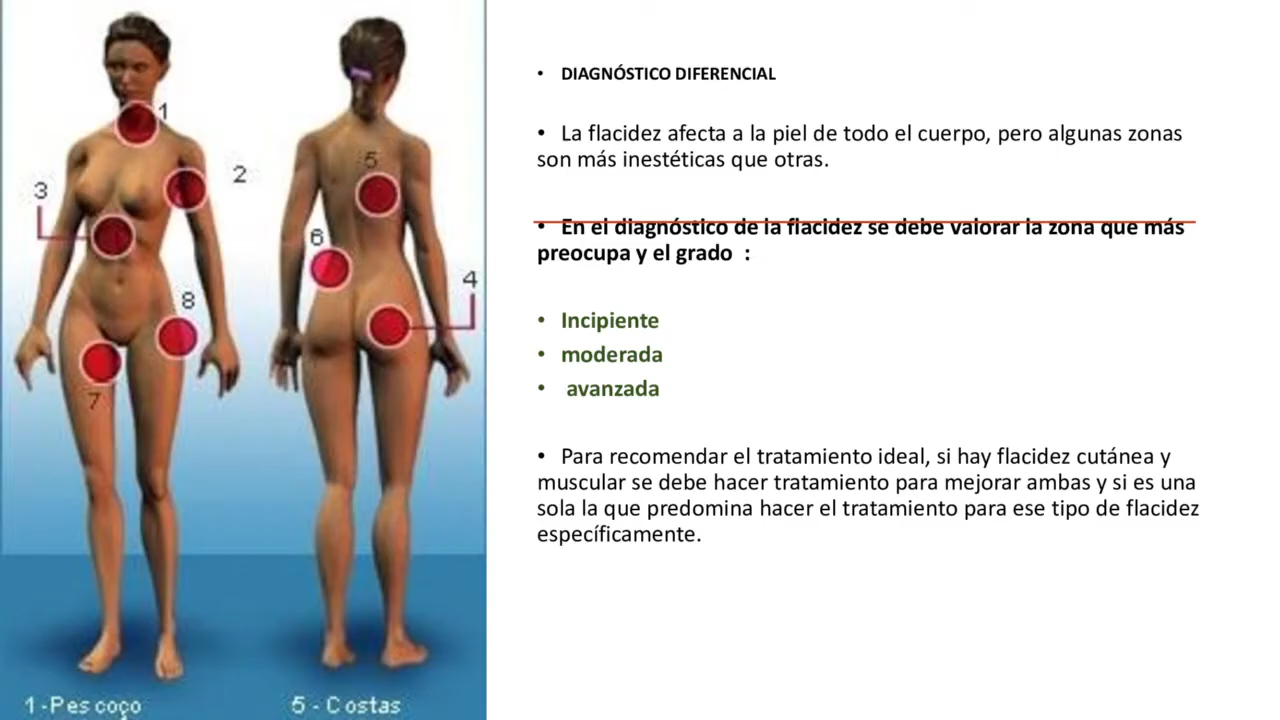 1
2
3
5
6
4
8
7
1 -Pes coço
5 - C ostas
• DIAGNÓSTICO DIFERENCIAL
• La flacidez afecta a la piel de todo el cuerpo, pero algunas zonas
son más inestéticas que otras.
• En el diagnóstico de la flacidez se debe valorar la zona que más
preocupa y el grado :
• Incipiente
• moderada
• avanzada
• Para recomendar el tratamiento ideal, si hay flacidez cutánea y
muscular se debe hacer tratamiento para mejorar ambas y si es una
sola la que predomina hacer el tratamiento para ese tipo de flacidez
específicamente.